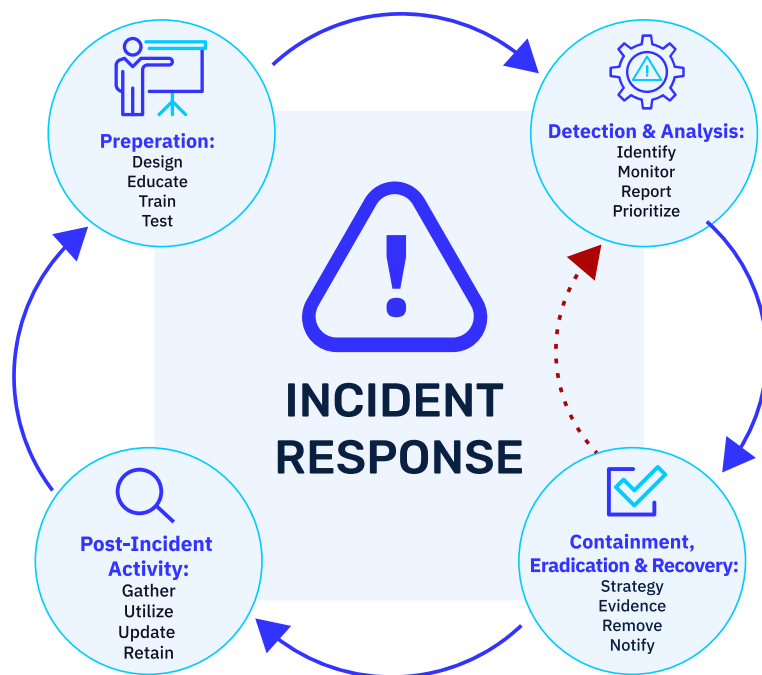 Preperation:
Design
Educate
Train
Test
Detection & Analysis:
Identify
Monitor
Report
Prioritize
!
INCIDENT
RESPONSE
Containment,
Eradication & Recovery:
Strategy
Evidence
Remove
Notify
Post-Incident
Activity:
Gather
Utilize
Update
Retain